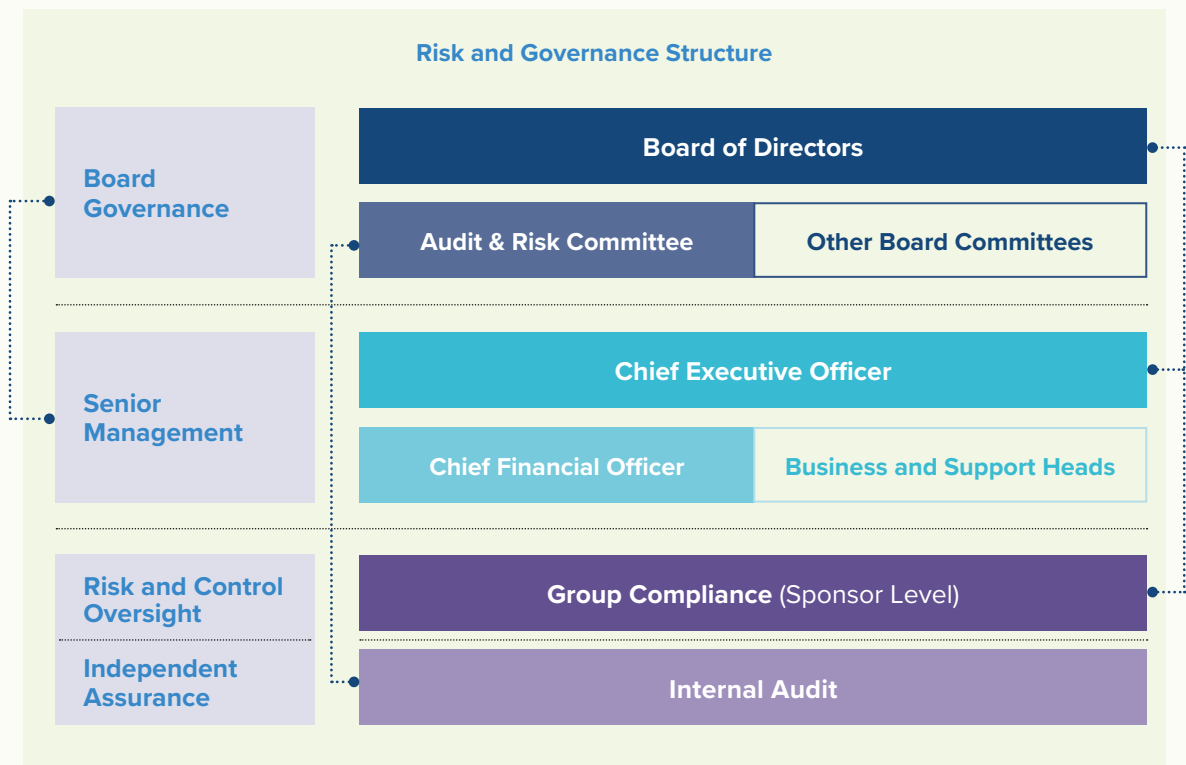 Risk and Governance Structure
Board
Governance
Board of Directors
Audit & Risk Committee
Other Board Committees
Senior
Management
Chief Executive Officer
Chief Financial Officer
Business and Support Heads
Risk and Control
Oversight
Group Compliance (Sponsor Level)
Independent
Assurance
Internal Audit